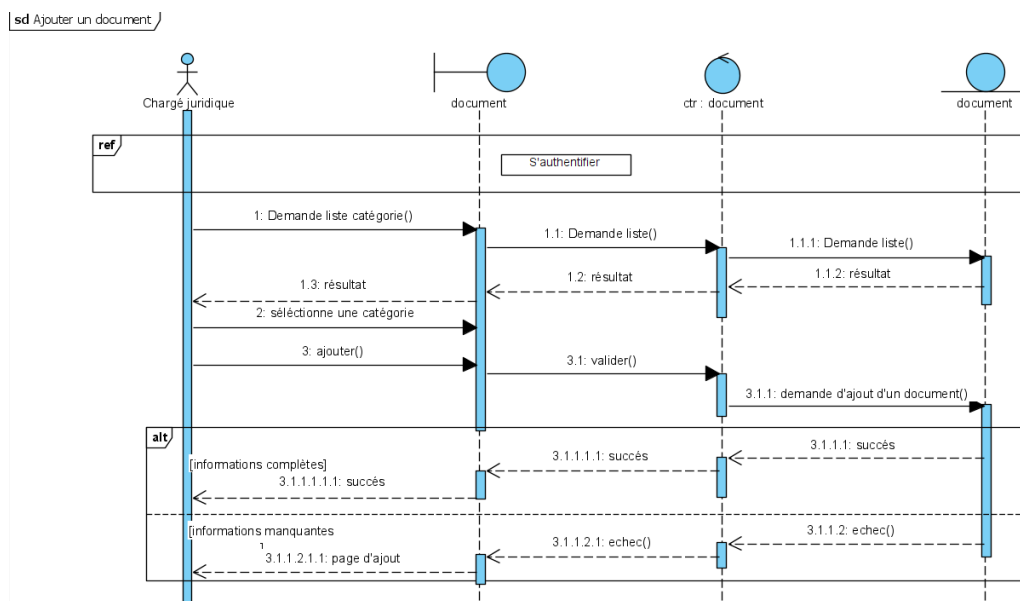 sd Ajouter un document
Chargé juridique
document
ctr : document
document
ref
S'authentifier
1: Demande liste catégorie()
1.1: Demande liste()
1.1.1: Demande liste()
1.1.2: résultat
1.2: résultat
1.3: résultat
2: séléctionne une catégorie
3: ajouter()
3.1: valider()
3.1.1: demande d'ajout d'un document()
alt
3.1.1.1: succés
3.1.1.1.1: succés
[informations complètes]
3.1.1.1.1.1: succés
[informations manquantes
]
3.1.1.2: echec()
3.1.1.2.1: echec()
3.1.1.2.1.1: page d'ajout